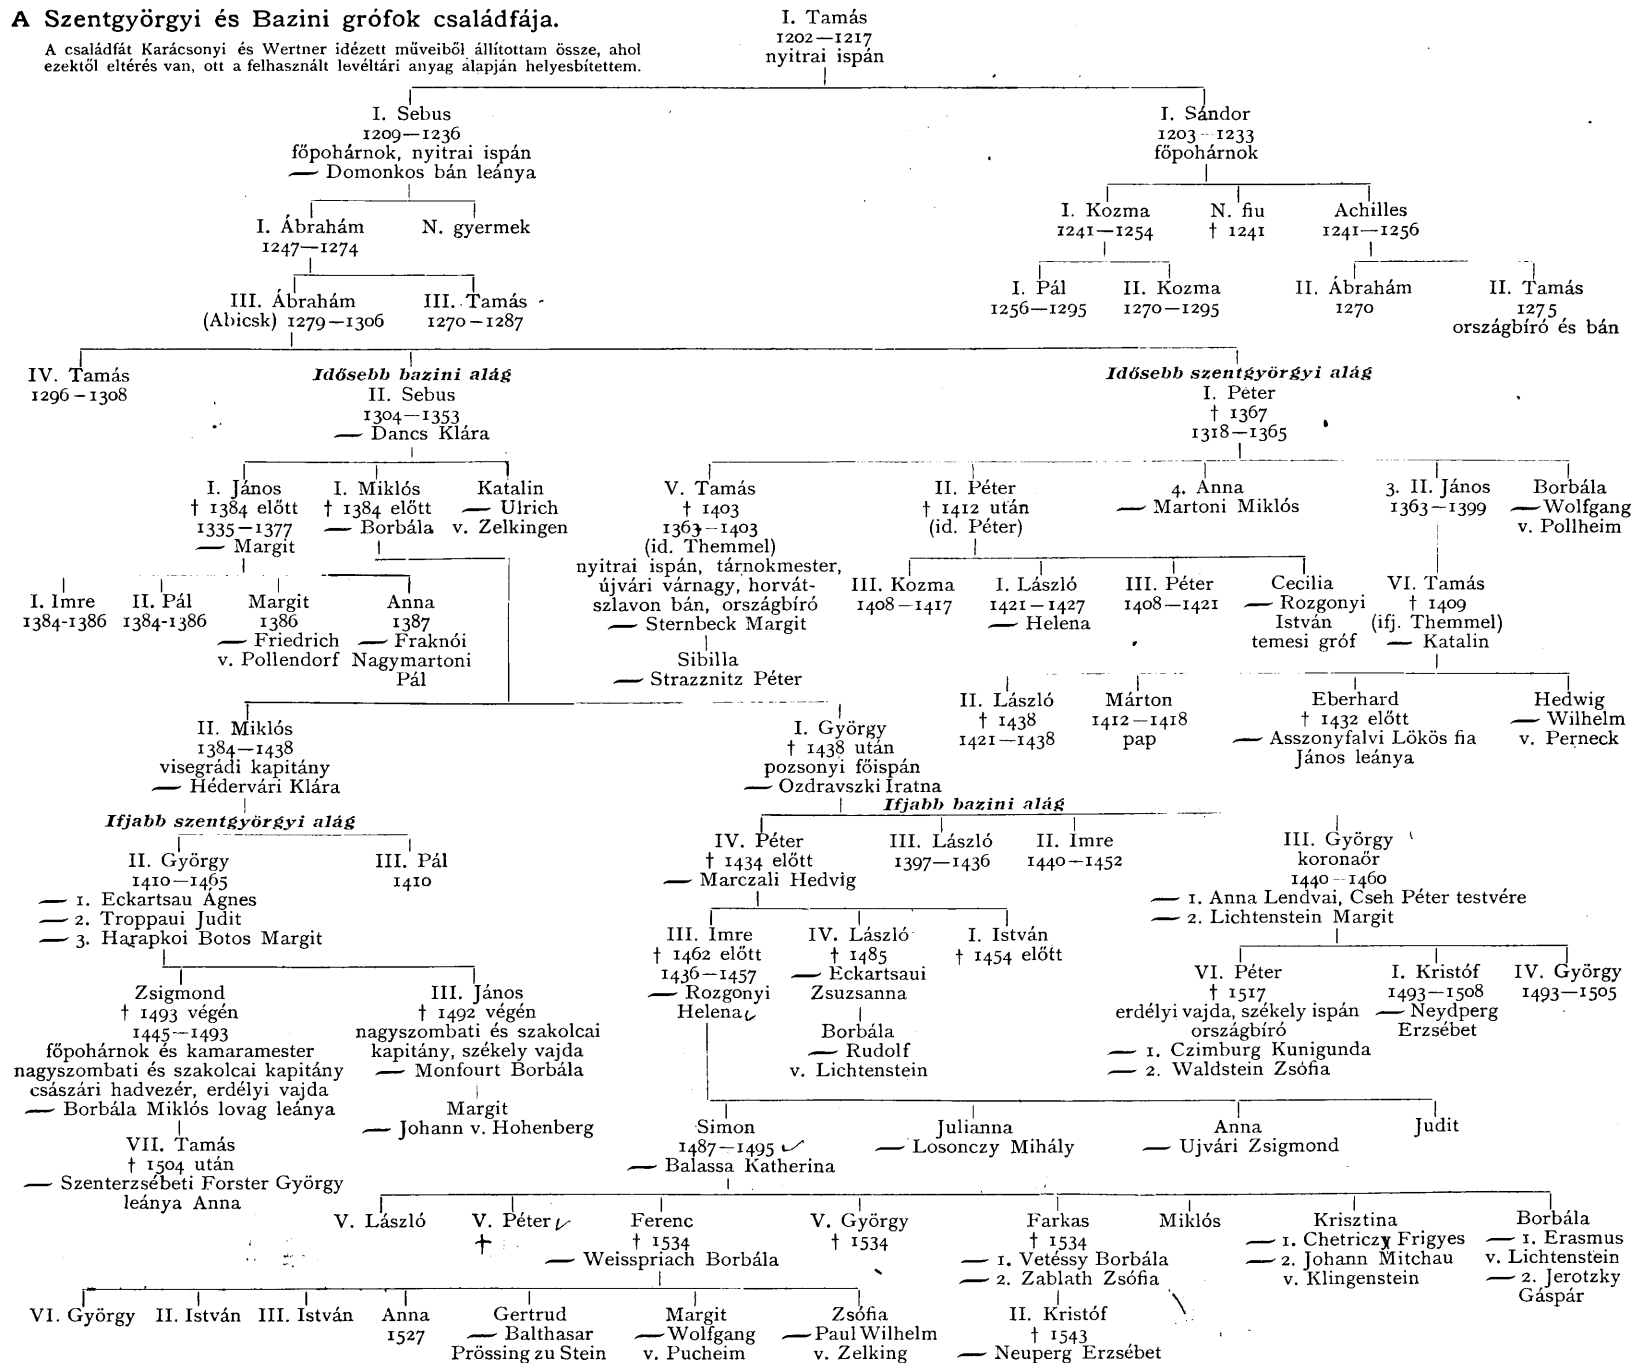 A Szentgyörgyi és Bazini grófok családfája.
A családfát Karácsonyi és Wertner idézett műveiből állítottam össze, ahol
ezektől eltérés van, ott a felhasznált levéltári anyag alapján helyesbítettem.
I. Tamás
1202—1217
nyitrai ispán
I. Sebus
1209—1236
főpohárnok, nyitrai ispán
— Domonkos bán leánya
I. Sándor
1203—1233
főpohárnok
I. Ábrahám
1247—1274
N. gyermek
I. Kozma
1241—1254
N. fiu
† 1241
Achilles
1241—1256
III. Ábrahám
(Abicsk) 1279—1306
III. Tamás
1270—1287
I. Pál
1256—1295
II. Kozma
1270—1295
II. Ábrahám
1270
II. Tamás
1275
országbíró és bán
IV. Tamás
1296—1308
Idősebb bazini alág
II. Sebus
1304—1353
— Dancs Klára
Idősebb szentgyörgyi alág
I. Péter
† 1367
1318—1365
I. János
† 1384 előtt
1335—1377
— Margit
I. Miklós
† 1384 előtt
— Borbála
Katalin
— Ulrich
v. Zelkingen
V. Tamás
† 1403
1363—1403
(id. Themmel)
nyitrai ispán, tárnokmester,
újvári várnagy, horvát-
szlavon bán, országbíró
— Sternbeck Margit
II. Péter
† 1412 után
(id. Péter)
4. Anna
— Martoni Miklós
3. II. János
1363—1399
Borbála
— Wolfgang
v. Pollheim
I. Imre
1384-1386
II. Pál
1384-1386
Margit
1386
— Friedrich
v. Pollendorf
Anna
1387
— Fraknói
Nagymartoni
Pál
Sibilla
— Strazznitz Péter
III. Kozma
1408—1417
I. László
1421—1427
— Helena
III. Péter
1408—1421
Cecilia
— Rozgonyi
István
temesi gróf
VI. Tamás
† 1409
(ifj. Themmel)
— Katalin
II. László
† 1438
1421—1438
Márton
1412—1418
pap
Eberhard
† 1432 előtt
— Asszonyfalvi Lökös fia
János leánya
Hedwig
— Wilhelm
v. Perneck
II. Miklós
1384—1438
visegrádi kapitány
— Hédervári Klára
I. György
† 1438 után
pozsonyi főispán
— Ozdravszki Iratna
Ifjabb szentgyörgyi alág
Ifjabb bazini alág
II. György
1410—1465
— 1. Eckartsau Ágnes
— 2. Troppaui Judit
— 3. Harapkoi Botos Margit
III. Pál
1410
IV. Péter
† 1434 előtt
— Marczali Hedvig
III. László
1397—1436
II. Imre
1440—1452
III. György
koronaőr
1440—1460
— 1. Anna Lendvai, Cseh Péter testvére
— 2. Lichtenstein Margit
Zsigmond
† 1493 végén
1445—1493
főpohárnok és kamaramester
nagyszombati és szakolcai kapitány
császári hadvezér, erdélyi vajda
— Borbála Miklós lovag leánya
III. János
† 1492 végén
nagyszombati és szakolcai
kapitány, székely vajda
— Monfourt Borbála
III. Imre
† 1462 előtt
1436—1457
— Rozgonyi
Helena
IV. László
† 1485
— Eckartsaui
Zsuzsanna
I. István
† 1454 előtt
VI. Péter
† 1517
erdélyi vajda, székely ispán
országbíró
— 1. Czimburg Kunigunda
— 2. Waldstein Zsófia
I. Kristóf
1493—1508
— Neydperg
Erzsébet
IV. György
1493—1505
Borbála
— Rudolf
v. Lichtenstein
Margit
— Johann v. Hohenberg
VII. Tamás
† 1504 után
— Szenterzsébeti Forster György
leánya Anna
Simon
1487—1495
— Balassa Katherina
Julianna
— Losonczy Mihály
Anna
— Ujvári Zsigmond
Judit
V. László
V. Péter
†
Ferenc
† 1534
— Weisspriach Borbála
V. György
† 1534
Farkas
† 1534
— 1. Vetéssy Borbála
— 2. Zablath Zsófia
Miklós
Krisztina
— 1. Chetriczy Frigyes
— 2. Johann Mitchau
v. Klingenstein
Borbála
— 1. Erasmus
v. Lichtenstein
— 2. Jerotzky
Gáspár
VI. György
II. István
III. István
Anna
1527
Gertrud
— Balthasar
Prössing zu Stein
Margit
— Wolfgang
v. Pucheim
Zsófia
— Paul Wilhelm
v. Zelking
II. Kristóf
† 1543
— Neuperg Erzsébet